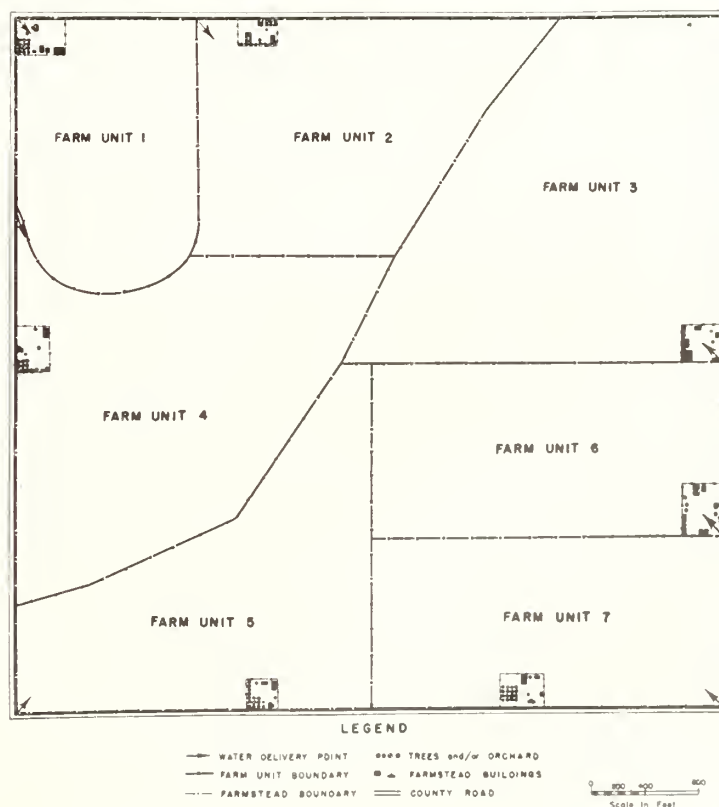 FARM UNIT 1
FARM UNIT 2
FARM UNIT 3
FARM UNIT 4
FARM UNIT 6
FARM UNIT 5
FARM UNIT 7
LEGEND
WATER DELIVERY POINT
TREES and/or ORCHARD
FARM UNIT BOUNDARY
FARMSTEAD BUILDINGS
FARMSTEAD BOUNDARY
COUNTY ROAD
0 200 400 800
Scale in Feet